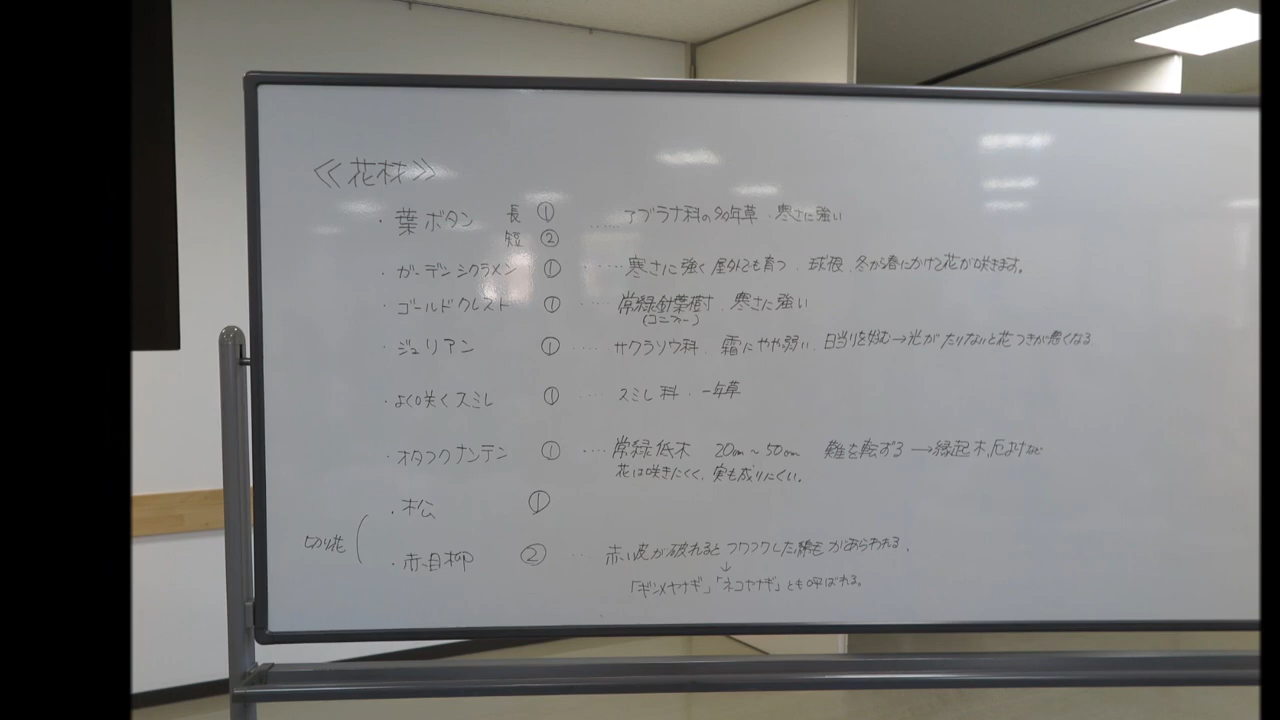 ≪花材≫
・葉ボタン 長 ① ‥‥‥ アブラナ科の多年草．寒さに強い
短 ②
・ガーデンシクラメン ① ‥‥‥ 寒さに強く 屋外でも育つ．球根．冬から春にかけて花が咲きます。
・ゴールドクレスト ① ‥‥ 常緑針葉樹．寒さに強い
(コニファー)
・ジュリアン ① ‥‥ サクラソウ科．霜にやや弱い．日当りを好む→光がたりないと花つきが悪くなる
・よく咲くスミレ ① ‥‥ スミレ科．一年草
・オタフクナンテン ① ‥‥ 常緑低木 20cm～50cm 難を転ずる→縁起木,厄よけなど
花は咲きにくく、実も成りにくい。
・松 ①
切り花
・赤目柳 ② ‥‥ 赤い皮が破れるとフワフワした綿毛があらわれる。
↓
「ギンメヤナギ」「ネコヤナギ」とも呼ばれる。